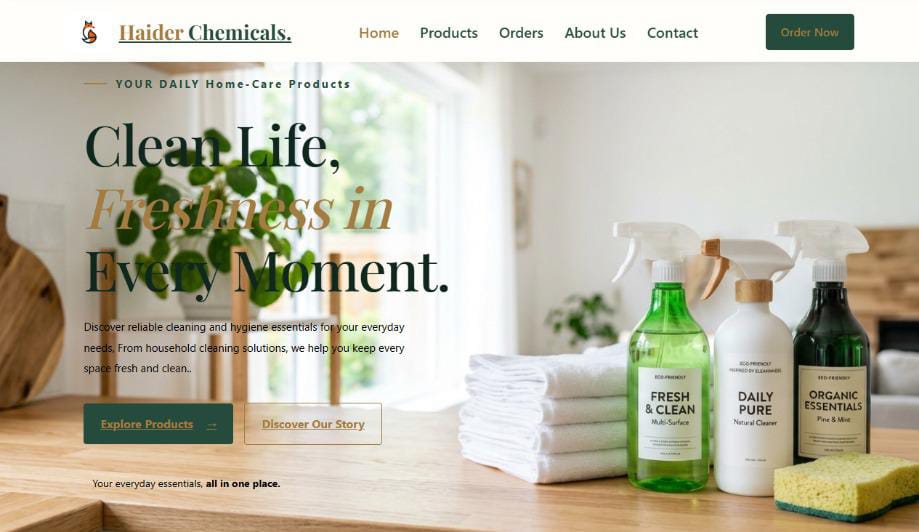 Haider Chemicals.
Home Products Orders About Us Contact
Order Now
YOUR DAILY Home-Care Products
Clean Life,
Freshness in
Every Moment.
Discover reliable cleaning and hygiene essentials for your everyday
needs, From household cleaning solutions, we help you keep every
space fresh and clean..
Explore Products →
Discover Our Story
Your everyday essentials, all in one place.
ECO-FRIENDLY
FRESH
& CLEAN
Multi-Surface
ECO-FRIENDLY
DAILY
PURE
Natural Cleaner
ECO-FRIENDLY
ORGANIC
ESSENTIALS
Pine & Mint